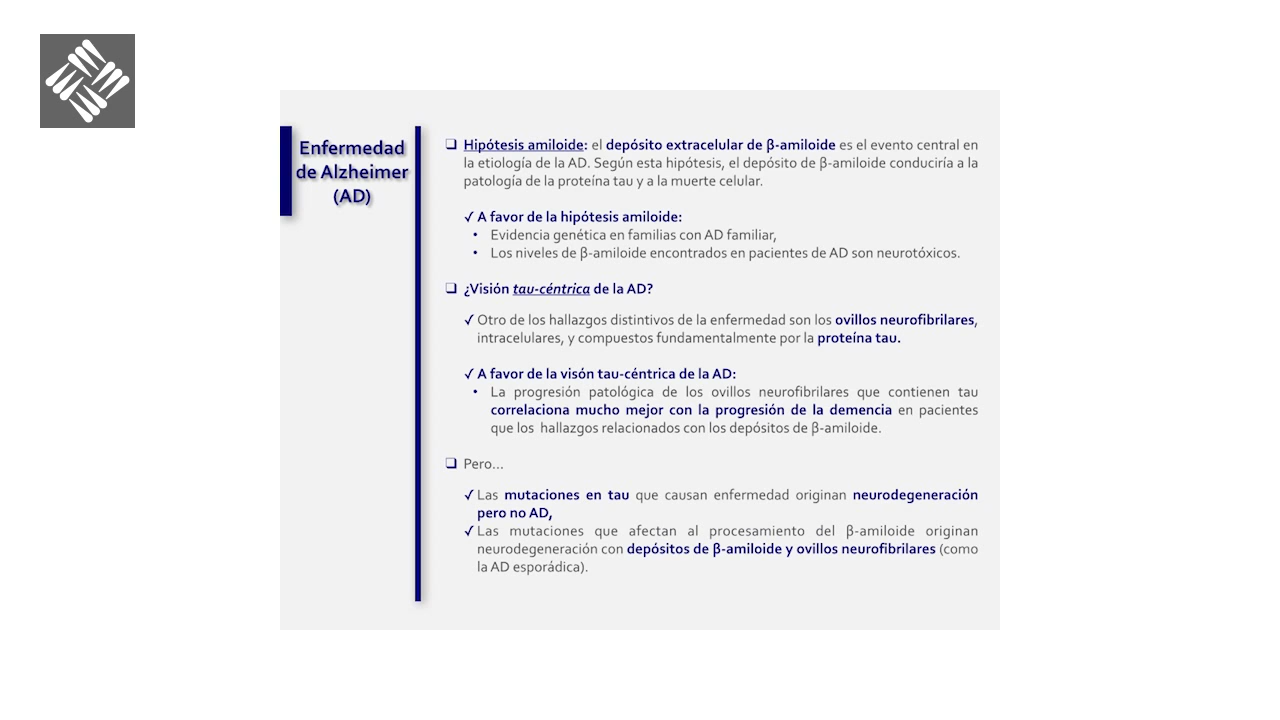 Enfermedad
de Alzheimer
(AD)
❑ Hipótesis amiloide: el depósito extracelular de β-amiloide es el evento central en
la etiología de la AD. Según esta hipótesis, el depósito de β-amiloide conduciría a la
patología de la proteína tau y a la muerte celular.
✓ A favor de la hipótesis amiloide:
• Evidencia genética en familias con AD familiar,
• Los niveles de β-amiloide encontrados en pacientes de AD son neurotóxicos.
❑ ¿Visión tau-céntrica de la AD?
✓ Otro de los hallazgos distintivos de la enfermedad son los ovillos neurofibrilares,
intracelulares, y compuestos fundamentalmente por la proteína tau.
✓ A favor de la visón tau-céntrica de la AD:
• La progresión patológica de los ovillos neurofibrilares que contienen tau
correlaciona mucho mejor con la progresión de la demencia en pacientes
que los hallazgos relacionados con los depósitos de β-amiloide.
❑ Pero...
✓ Las mutaciones en tau que causan enfermedad originan neurodegeneración
pero no AD,
✓ Las mutaciones que afectan al procesamiento del β-amiloide originan
neurodegeneración con depósitos de β-amiloide y ovillos neurofibrilares (como
la AD esporádica).